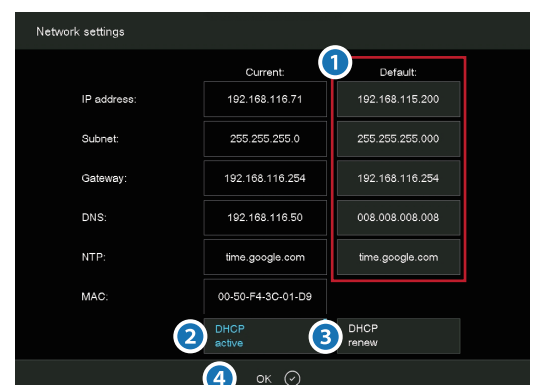 Network settings
1
Current: Default:
IP address: 192.168.116.71 192.168.115.200
Subnet: 255.255.255.0 255.255.255.000
Gateway: 192.168.116.254 192.168.116.254
DNS: 192.168.116.50 008.008.008.008
NTP: time.google.com time.google.com
MAC: 00-50-F4-3C-01-D9
2 DHCP active 3 DHCP renew
4 OK